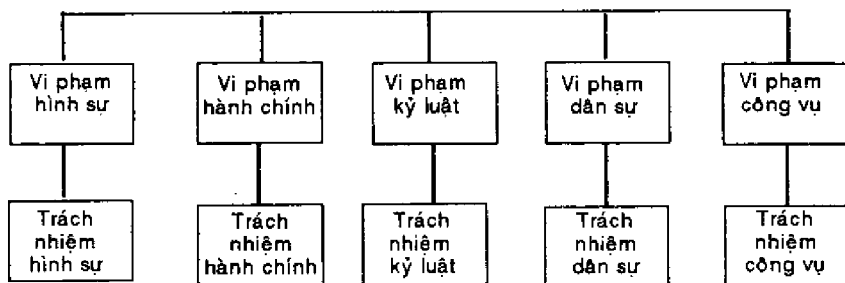 Vi phạm
hình sự
Vi phạm
hành chính
Vi phạm
kỷ luật
Vi phạm
dân sự
Vi phạm
công vụ
Trách
nhiệm
hình sự
Trách
nhiệm
hành chính
Trách
nhiệm
kỷ luật
Trách
nhiệm
dân sự
Trách
nhiệm
công vụ